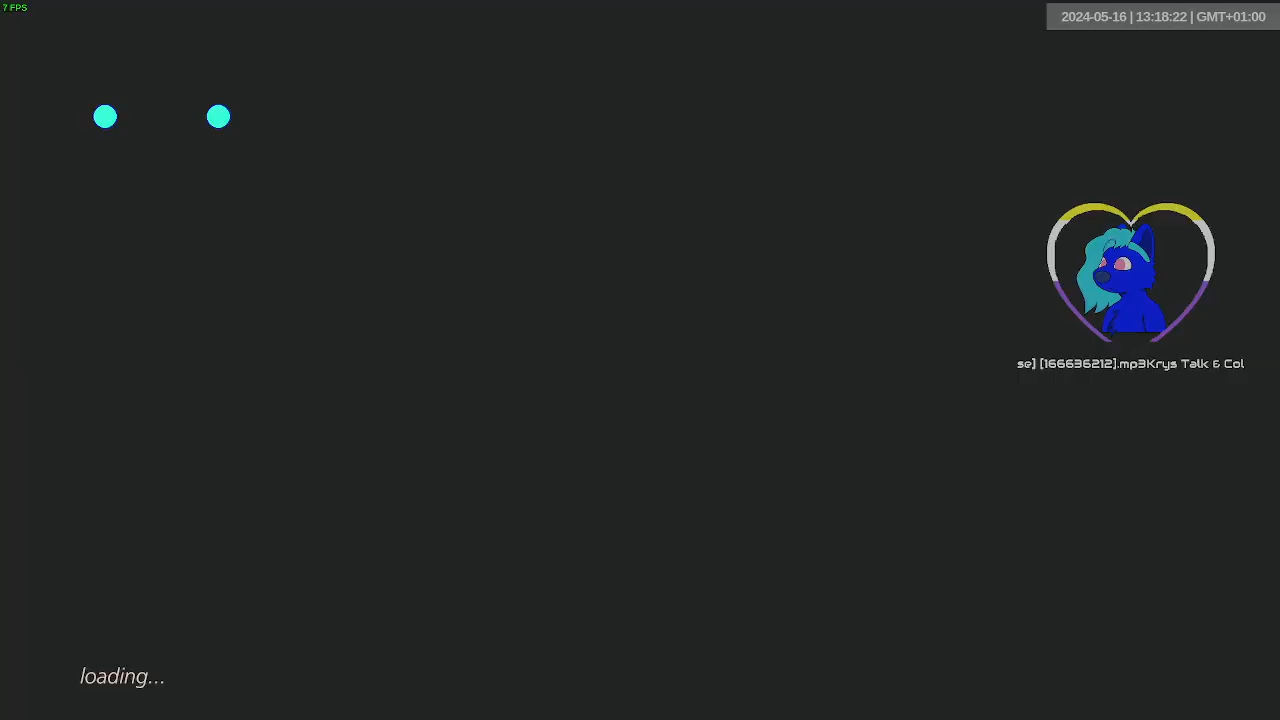 7 FPS
2024-05-16 | 13:18:22 | GMT+01:00
se] [166636212].mp3Krys Talk & Col
loading...